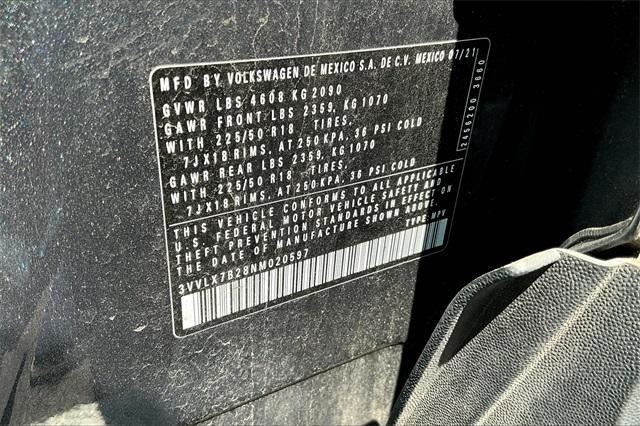 MFD BY VOLKSWAGEN DE MEXICO S.A. DE C.V. MEXICO 07/21
GVWR LBS 4608 KG 2090
GAWR FRONT LBS 2359, KG 1070
WITH 225/50 R18 TIRES,
7JX18 RIMS, AT 250 KPA, 36 PSI COLD
GAWR REAR LBS 2359, KG 1070
WITH 225/50 R18 TIRES,
7JX18 RIMS, AT 250 KPA, 36 PSI COLD
THIS VEHICLE CONFORMS TO ALL APPLICABLE
U.S. FEDERAL MOTOR VEHICLE SAFETY AND
THEFT PREVENTION STANDARDS IN EFFECT ON
THE DATE OF MANUFACTURE SHOWN ABOVE.
3VVLX7B28NM020597 TYPE: MPV
2456200 3660